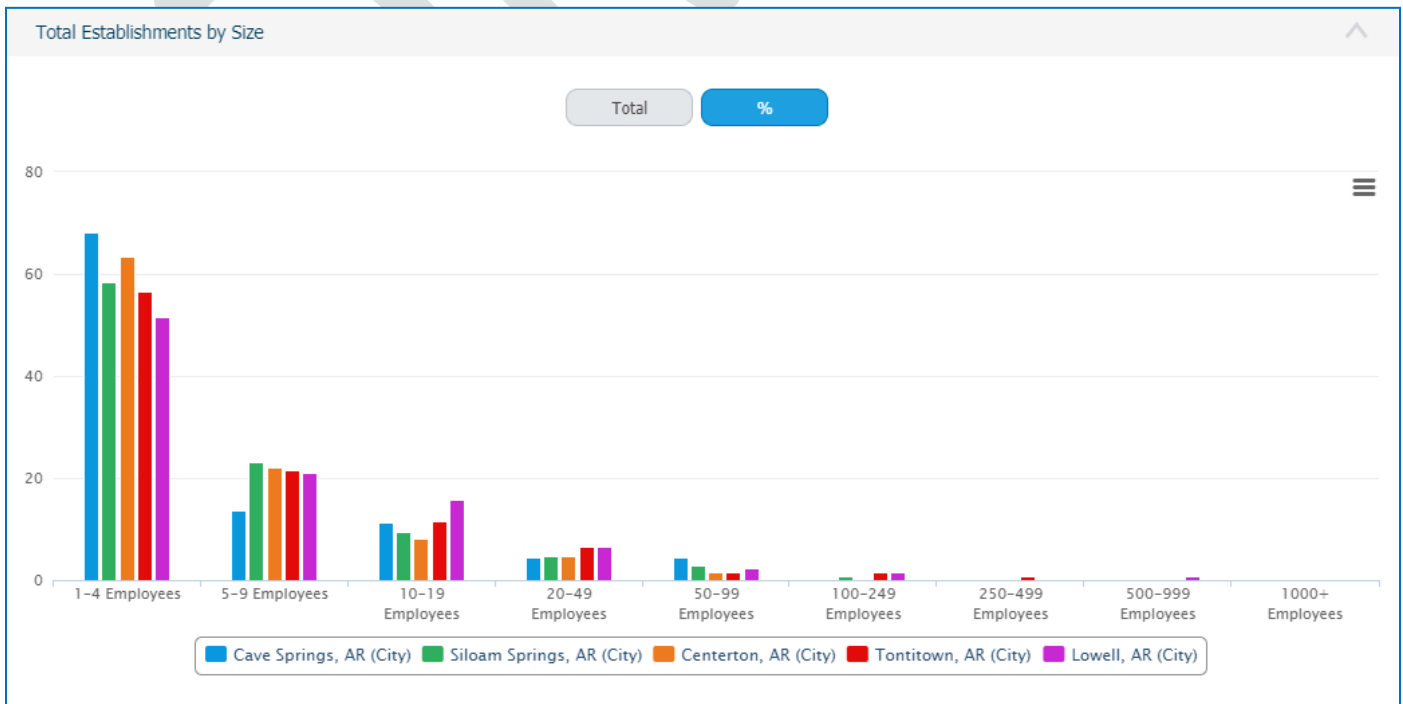 Total Establishments by Size
Total %
80
60
40
20
0
1-4 Employees 5-9 Employees 10-19 Employees 20-49 Employees 50-99 Employees 100-249 Employees 250-499 Employees 500-999 Employees 1000+ Employees
Cave Springs, AR (City) Siloam Springs, AR (City) Centerton, AR (City) Tontitown, AR (City) Lowell, AR (City)